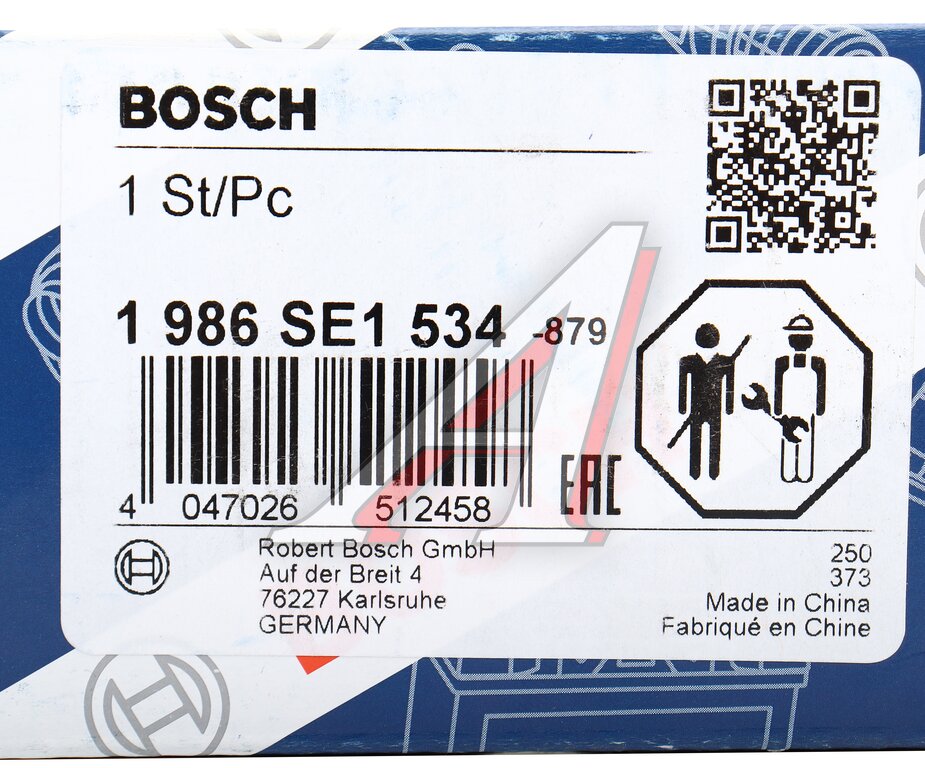 BOSCH
1 St/Pc
1 986 SE1 534 -879
4 047026 512458
EAC
Robert Bosch GmbH
Auf der Breit 4
76227 Karlsruhe
GERMANY
250
373
Made in China
Fabriqué en Chine